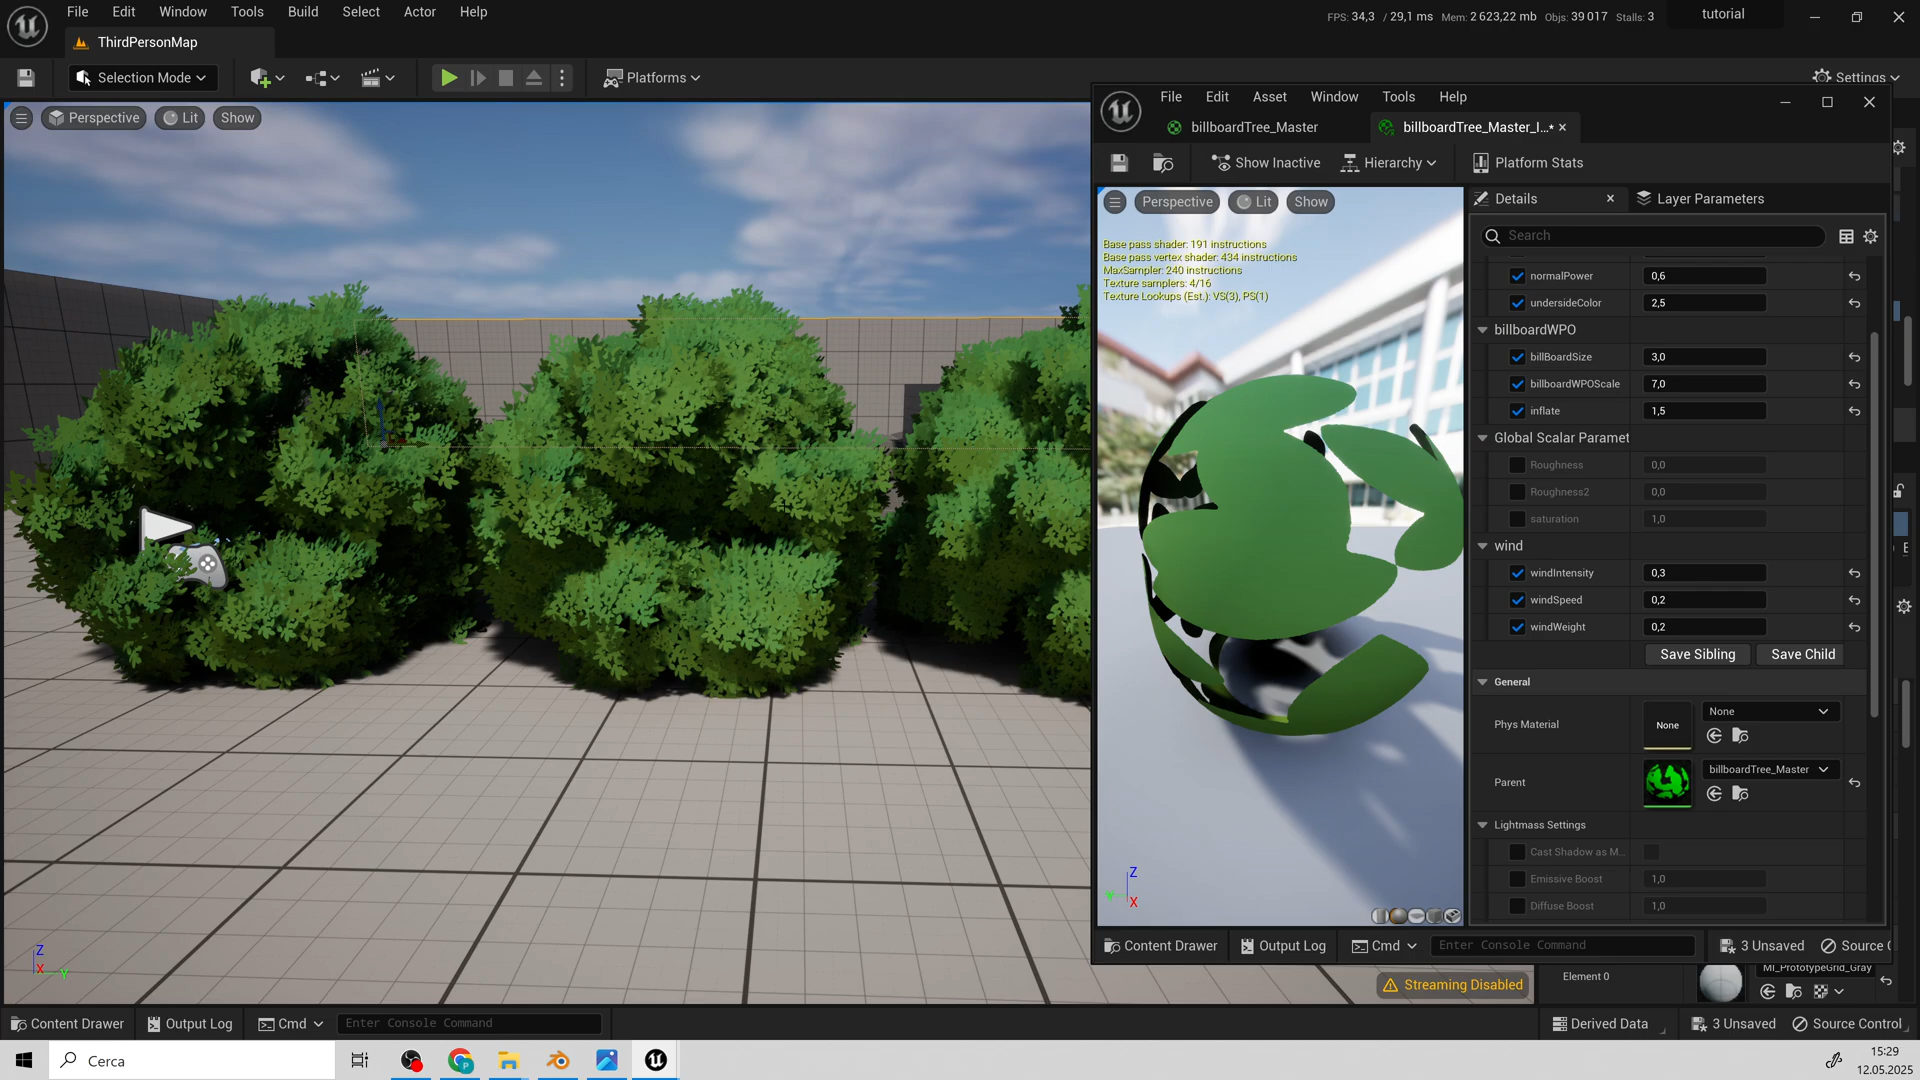 File Edit Window Tools Build Select Actor Help
FPS: 34,3 / 29,1 ms Mem: 2 623,22 mb Objs: 39 017 Stalls: 3
tutorial
ThirdPersonMap
Selection Mode
Platforms
Settings
Perspective Lit Show
File Edit Asset Window Tools Help
billboardTree_Master
billboardTree_Master_I...*
Show Inactive Hierarchy Platform Stats
Perspective Lit Show
Base pass shader: 191 instructions
Base pass vertex shader: 434 instructions
MaxSampler: 240 instructions
Texture samplers: 4/16
Texture Lookups (Est.): VS(3), PS(1)
Z
X
Details
Layer Parameters
Search
normalPower 0,6
undersideColor 2,5
billboardWPO
billBoardSize 3,0
billboardWPOScale 7,0
inflate 1,5
Global Scalar Paramet
Roughness 0,0
Roughness2 0,0
saturation 1,0
wind
windIntensity 0,3
windSpeed 0,2
windWeight 0,2
Save Sibling Save Child
General
Phys Material None None
Parent billboardTree_Master
Lightmass Settings
Cast Shadow as M...
Emissive Boost 1,0
Diffuse Boost 1,0
Content Drawer Output Log Cmd Enter Console Command 3 Unsaved Source C
Z
X Y
Streaming Disabled
Element 0
MI_PrototypeGrid_Gray
Content Drawer Output Log Cmd Enter Console Command Derived Data 3 Unsaved Source Control
Cerca
15:29
12.05.2025